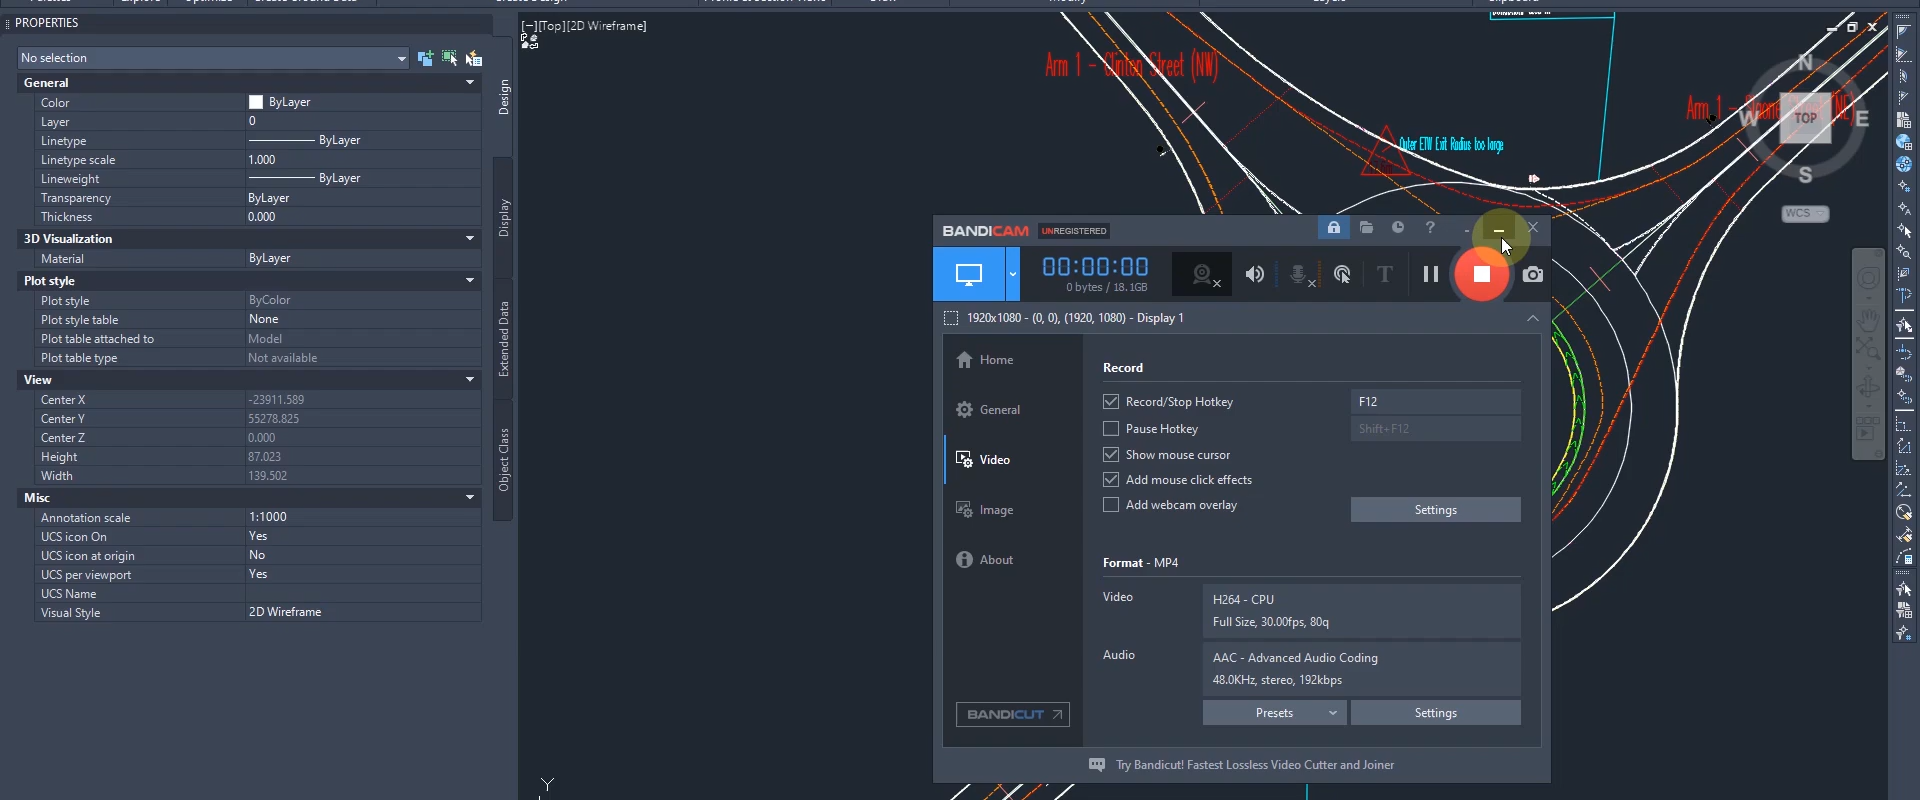 PROPERTIES
No selection
General
Color ByLayer
Layer 0
Linetype ByLayer
Linetype scale 1.000
Lineweight ByLayer
Transparency ByLayer
Thickness 0.000
3D Visualization
Material ByLayer
Plot style
Plot style ByColor
Plot style table None
Plot table attached to Model
Plot table type Not available
View
Center X -23911.589
Center Y 55278.825
Center Z 0.000
Height 87.023
Width 139.502
Misc
Annotation scale 1:1000
UCS icon On Yes
UCS icon at origin No
UCS per viewport Yes
UCS Name
Visual Style 2D Wireframe
Design
Display
Extended Data
Object Class
[−][Top][2D Wireframe]
Arm 1 - Clinton Street (NW)
Outer ETW Exit Radius too large
N
W TOP E
S
WCS
BANDICAM UNREGISTERED
00:00:00
0 bytes / 18.1GB
1920x1080 - (0, 0), (1920, 1080) - Display 1
Home
General
Video
Image
About
BANDICUT
Record
Record/Stop Hotkey F12
Pause Hotkey Shift+F12
Show mouse cursor
Add mouse click effects
Add webcam overlay Settings
Format - MP4
Video H264 - CPU
Full Size, 30.00fps, 80q
Audio AAC - Advanced Audio Coding
48.0KHz, stereo, 192kbps
Presets Settings
Try Bandicut! Fastest Lossless Video Cutter and Joiner
Y